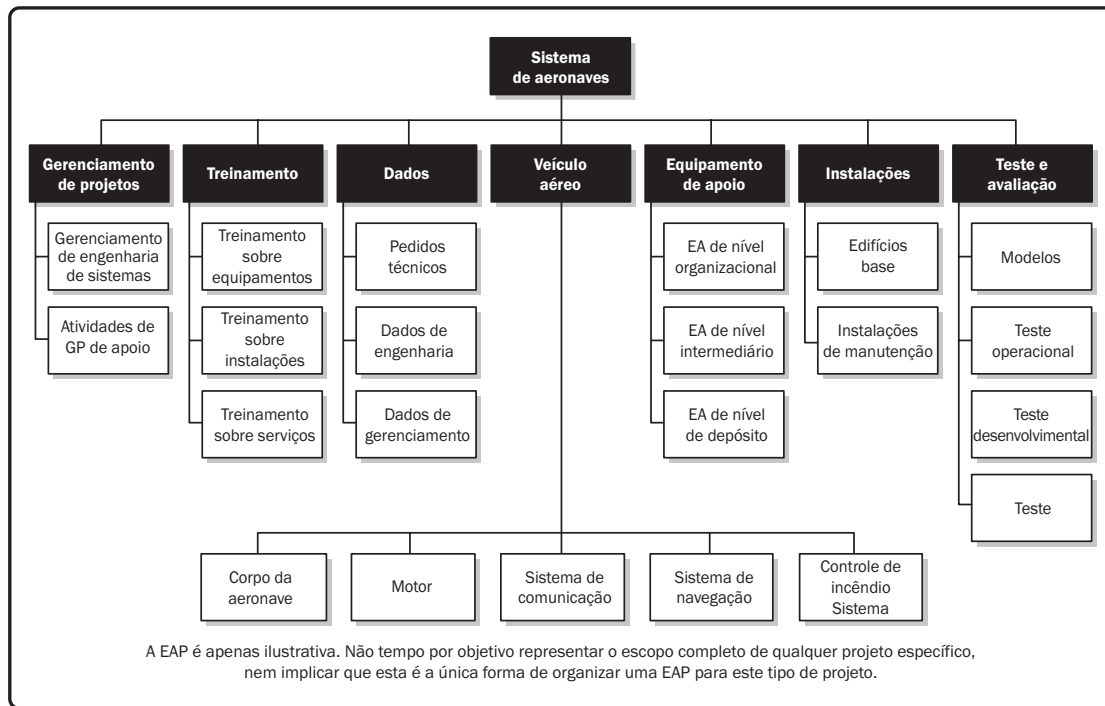 Sistema
de aeronaves
Gerenciamento
de projetos
Treinamento
Dados
Veículo
aéreo
Equipamento
de apoio
Instalações
Teste e
avaliação
Gerenciamento
de engenharia
de sistemas
Atividades de
GP de apoio
Treinamento
sobre
equipamentos
Treinamento
sobre
instalações
Treinamento
sobre serviços
Pedidos
técnicos
Dados de
engenharia
Dados de
gerenciamento
EA de nível
organizacional
EA de nível
intermediário
EA de nível
de depósito
Edifícios
base
Instalações
de manutenção
Modelos
Teste
operacional
Teste
desenvolvimental
Teste
Corpo da
aeronave
Motor
Sistema de
comunicação
Sistema de
navegação
Controle de
incêndio
Sistema
A EAP é apenas ilustrativa. Não tempo por objetivo representar o escopo completo de qualquer projeto específico,
nem implicar que esta é a única forma de organizar uma EAP para este tipo de projeto.